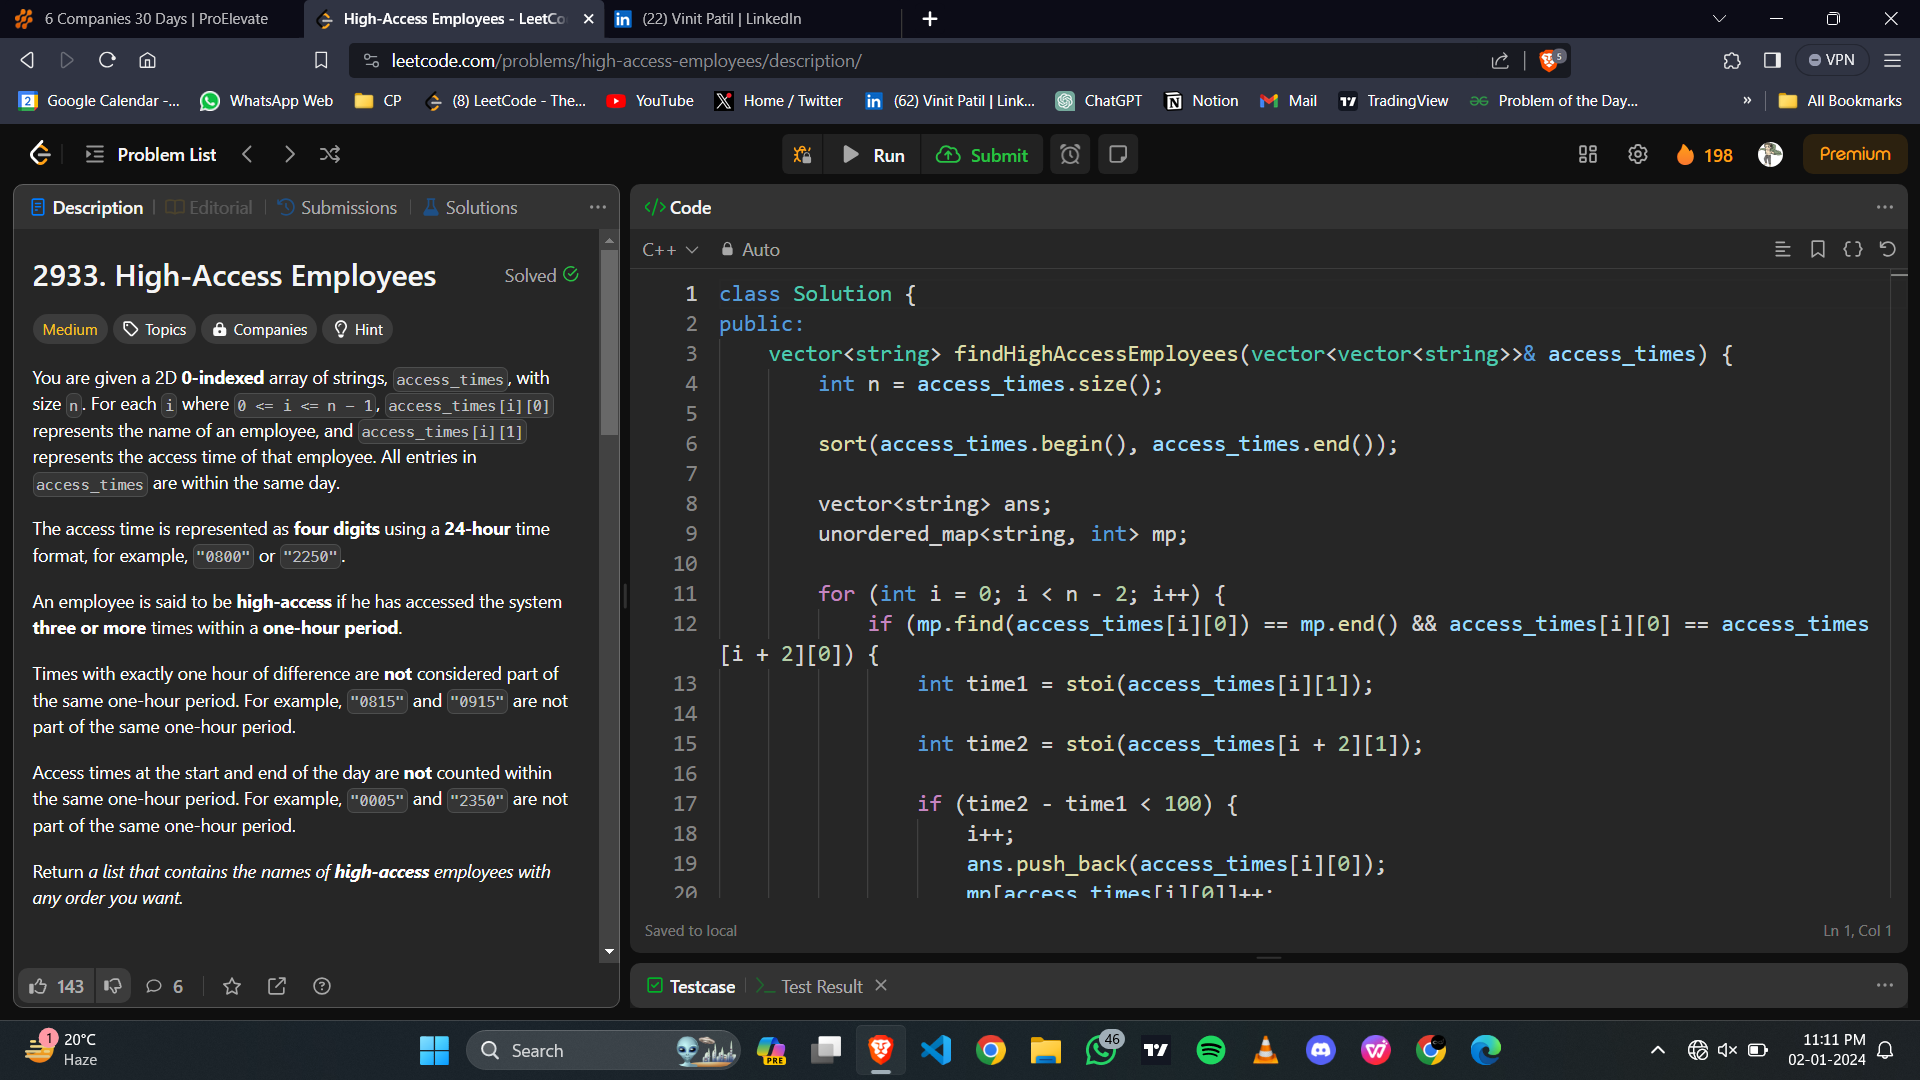 6 Companies 30 Days | ProElevate
High-Access Employees - LeetCo
(22) Vinit Patil | LinkedIn
leetcode.com/problems/high-access-employees/description/
5
VPN
2
Google Calendar -...
WhatsApp Web
CP
(8) LeetCode - The...
YouTube
Home / Twitter
(62) Vinit Patil | Link...
ChatGPT
Notion
Mail
TradingView
Problem of the Day...
»
All Bookmarks
Problem List
Run
Submit
198
Premium
Description
Editorial
Submissions
Solutions
2933. High-Access Employees
Solved
Medium
Topics
Companies
Hint
You are given a 2D 0-indexed array of strings, access_times, with
size n. For each i where 0 <= i <= n - 1, access_times[i][0]
represents the name of an employee, and access_times[i][1]
represents the access time of that employee. All entries in
access_times are within the same day.
The access time is represented as four digits using a 24-hour time
format, for example, "0800" or "2250".
An employee is said to be high-access if he has accessed the system
three or more times within a one-hour period.
Times with exactly one hour of difference are not considered part of
the same one-hour period. For example, "0815" and "0915" are not
part of the same one-hour period.
Access times at the start and end of the day are not counted within
the same one-hour period. For example, "0005" and "2350" are not
part of the same one-hour period.
Return a list that contains the names of high-access employees with
any order you want.
143
6
</> Code
C++
Auto
1 class Solution {
2 public:
3 vector<string> findHighAccessEmployees(vector<vector<string>>& access_times) {
4 int n = access_times.size();
5
6 sort(access_times.begin(), access_times.end());
7
8 vector<string> ans;
9 unordered_map<string, int> mp;
10
11 for (int i = 0; i < n - 2; i++) {
12 if (mp.find(access_times[i][0]) == mp.end() && access_times[i][0] == access_times
[i + 2][0]) {
13 int time1 = stoi(access_times[i][1]);
14
15 int time2 = stoi(access_times[i + 2][1]);
16
17 if (time2 - time1 < 100) {
18 i++;
19 ans.push_back(access_times[i][0]);
20 mp[access_times[i][0]]++;
Saved to local
Ln 1, Col 1
Testcase
Test Result
1
20°C
Haze
Search
PRE
46
11:11 PM
02-01-2024